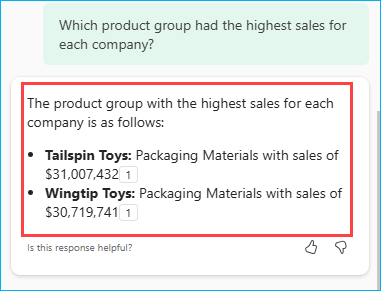 Which product group had the highest sales for
each company?
The product group with the highest sales for each
company is as follows:
• Tailspin Toys: Packaging Materials with sales of
$31,007,432 1
• Wingtip Toys: Packaging Materials with sales of
$30,719,741 1
Is this response helpful?